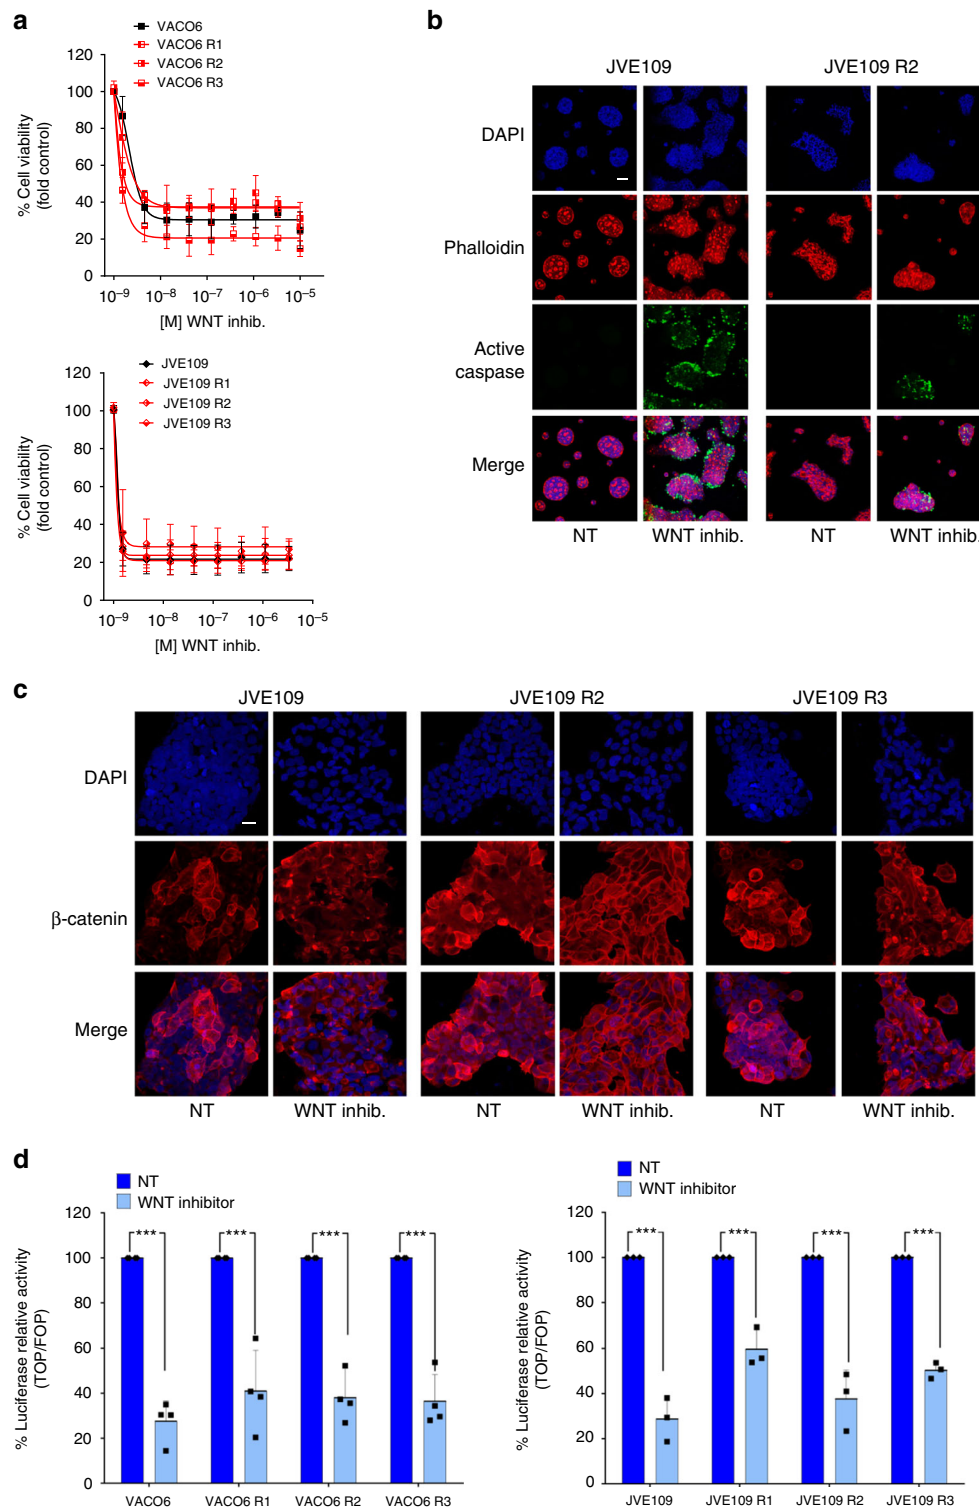 a
VACO6
VACO6 R1
VACO6 R2
VACO6 R3
120
100
80
60
40
20
0
% Cell viability
(fold control)
10⁻⁹ 10⁻⁸ 10⁻⁷ 10⁻⁶ 10⁻⁵
[M] WNT inhib.
JVE109
JVE109 R1
JVE109 R2
JVE109 R3
120
100
80
60
40
20
0
% Cell viability
(fold control)
10⁻⁹ 10⁻⁸ 10⁻⁷ 10⁻⁶ 10⁻⁵
[M] WNT inhib.
b
JVE109 JVE109 R2
DAPI
Phalloidin
Active
caspase
Merge
NT WNT inhib. NT WNT inhib.
c
JVE109 JVE109 R2 JVE109 R3
DAPI
β-catenin
Merge
NT WNT inhib. NT WNT inhib. NT WNT inhib.
d
NT
WNT inhibitor
120
100
80
60
40
20
0
% Luciferase relative activity
(TOP/FOP)
*** *** *** ***
VACO6 VACO6 R1 VACO6 R2 VACO6 R3
NT
WNT inhibitor
120
100
80
60
40
20
0
% Luciferase relative activity
(TOP/FOP)
*** *** *** ***
JVE109 JVE109 R1 JVE109 R2 JVE109 R3